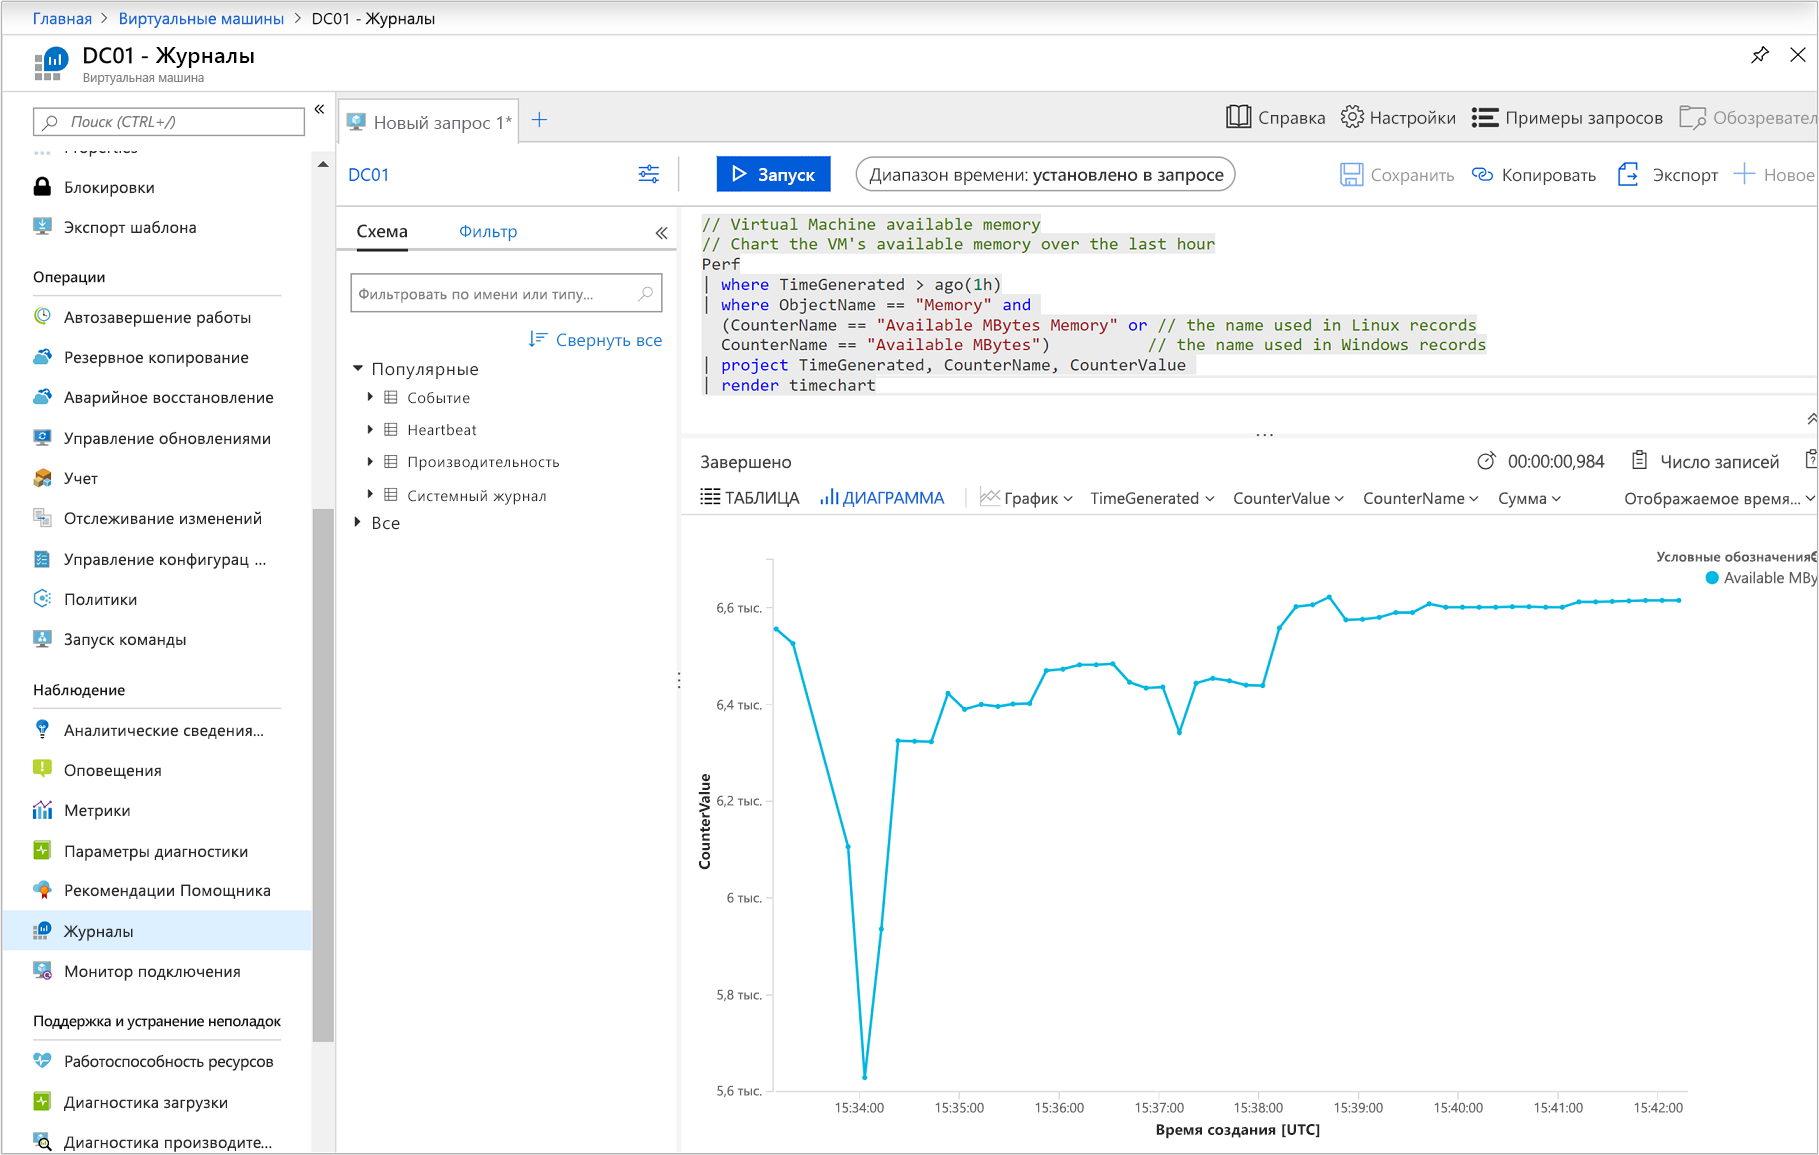 Главная > Виртуальные машины > DC01 - Журналы
DC01 - Журналы
Виртуальная машина
Поиск (CTRL+/)
Properties
Блокировки
Экспорт шаблона
Операции
Автозавершение работы
Резервное копирование
Аварийное восстановление
Управление обновлениями
Учет
Отслеживание изменений
Управление конфигурац ...
Политики
Запуск команды
Наблюдение
Аналитические сведения...
Оповещения
Метрики
Параметры диагностики
Рекомендации Помощника
Журналы
Монитор подключения
Поддержка и устранение неполадок
Работоспособность ресурсов
Диагностика загрузки
Диагностика производите...
Новый запрос 1*
Справка
Настройки
Примеры запросов
Обозревател
DC01
Запуск
Диапазон времени: установлено в запросе
Сохранить
Копировать
Экспорт
Новое
Схема
Фильтр
Фильтровать по имени или типу...
Свернуть все
Популярные
Событие
Heartbeat
Производительность
Системный журнал
Все
// Virtual Machine available memory
// Chart the VM's available memory over the last hour
Perf
| where TimeGenerated > ago(1h)
| where ObjectName == "Memory" and
(CounterName == "Available MBytes Memory" or // the name used in Linux records
CounterName == "Available MBytes") // the name used in Windows records
| project TimeGenerated, CounterName, CounterValue
| render timechart
Завершено
00:00:00,984
Число записей
ТАБЛИЦА
ДИАГРАММА
График
TimeGenerated
CounterValue
CounterName
Сумма
Отображаемое время...
Условные обозначения
Available MBy
6,6 тыс.
6,4 тыс.
6,2 тыс.
6 тыс.
5,8 тыс.
5,6 тыс.
CounterValue
15:34:00
15:35:00
15:36:00
15:37:00
15:38:00
15:39:00
15:40:00
15:41:00
15:42:00
Время создания [UTC]